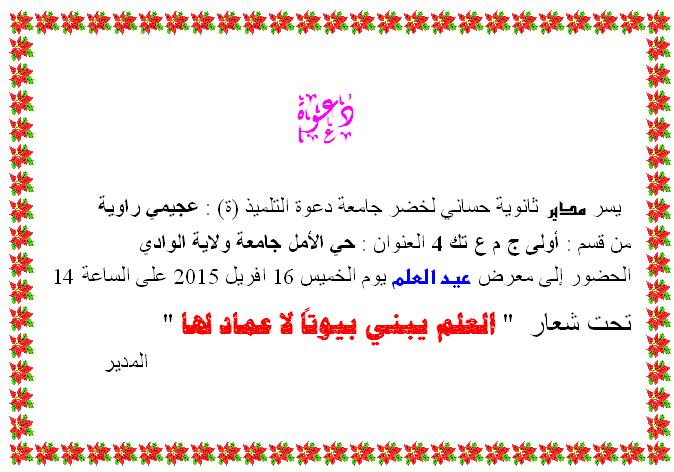 دعوة
يسر مدير ثانوية حساني لخضر جامعة دعوة التلميذ (ة) : عجيمي راوية
من قسم : أولى ج م ع تك 4 العنوان : حي الأمل جامعة ولاية الوادي
الحضور إلى معرض عيد العلم يوم الخميس 16 افريل 2015 على الساعة 14
تحت شعار " العلم يبني بيوتاً لا عماد لها "
المدير